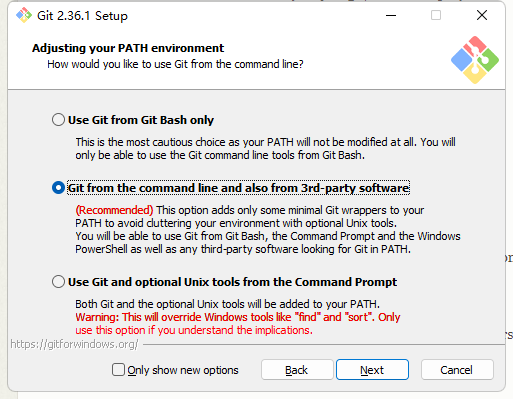 Git 2.36.1 Setup
Adjusting your PATH environment
How would you like to use Git from the command line?
Use Git from Git Bash only
This is the most cautious choice as your PATH will not be modified at all. You will
only be able to use the Git command line tools from Git Bash.
Git from the command line and also from 3rd-party software
(Recommended) This option adds only some minimal Git wrappers to your
PATH to avoid cluttering your environment with optional Unix tools.
You will be able to use Git from Git Bash, the Command Prompt and the Windows
PowerShell as well as any third-party software looking for Git in PATH.
Use Git and optional Unix tools from the Command Prompt
Both Git and the optional Unix tools will be added to your PATH.
Warning: This will override Windows tools like "find" and "sort". Only
use this option if you understand the implications.
https://gitforwindows.org/
Only show new options
Back
Next
Cancel